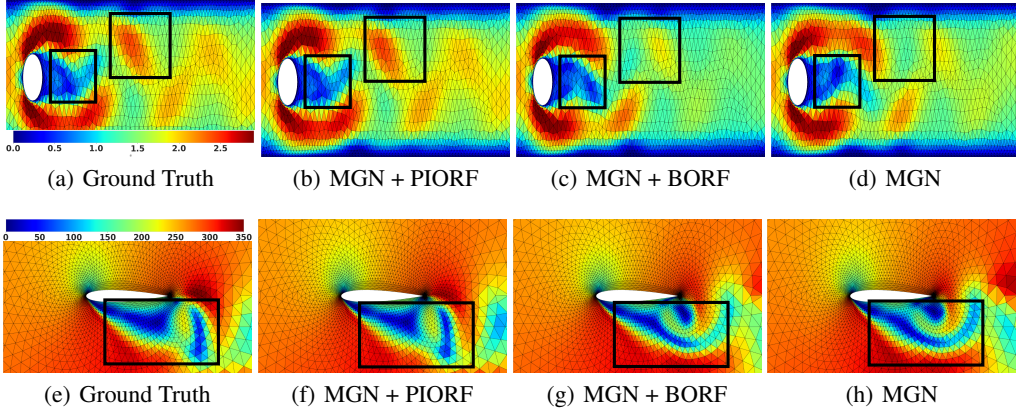 0.0 0.5 1.0 1.5 2.0 2.5
(a) Ground Truth (b) MGN + PIORF (c) MGN + BORF (d) MGN
0 50 100 150 200 250 300 350
(e) Ground Truth (f) MGN + PIORF (g) MGN + BORF (h) MGN